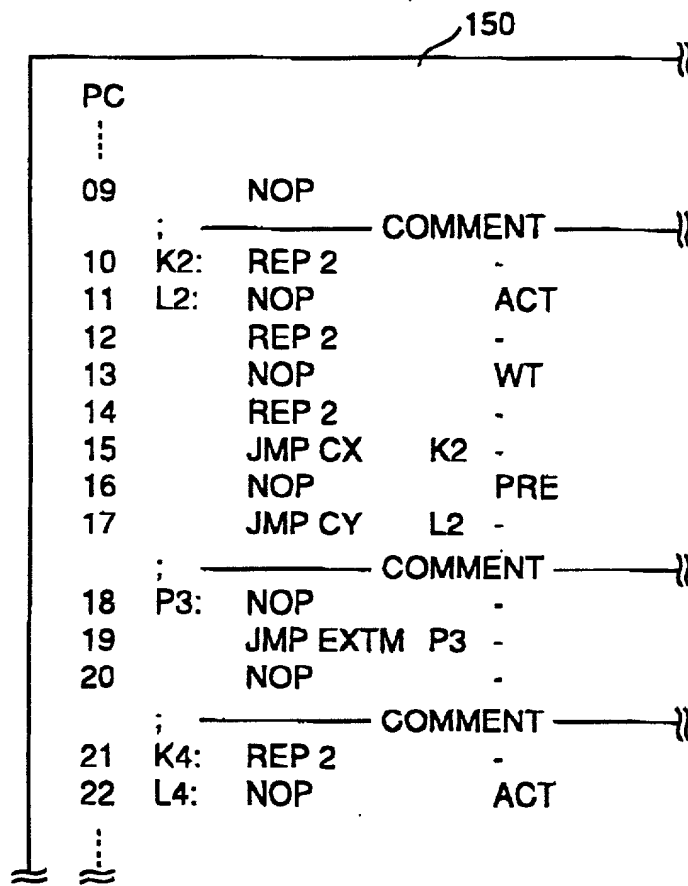 150
PC
09 NOP
; COMMENT
10 K2: REP 2 -
11 L2: NOP ACT
12 REP 2 -
13 NOP WT
14 REP 2 -
15 JMP CX K2 -
16 NOP PRE
17 JMP CY L2 -
; COMMENT
18 P3: NOP -
19 JMP EXTM P3 -
20 NOP -
; COMMENT
21 K4: REP 2 -
22 L4: NOP ACT